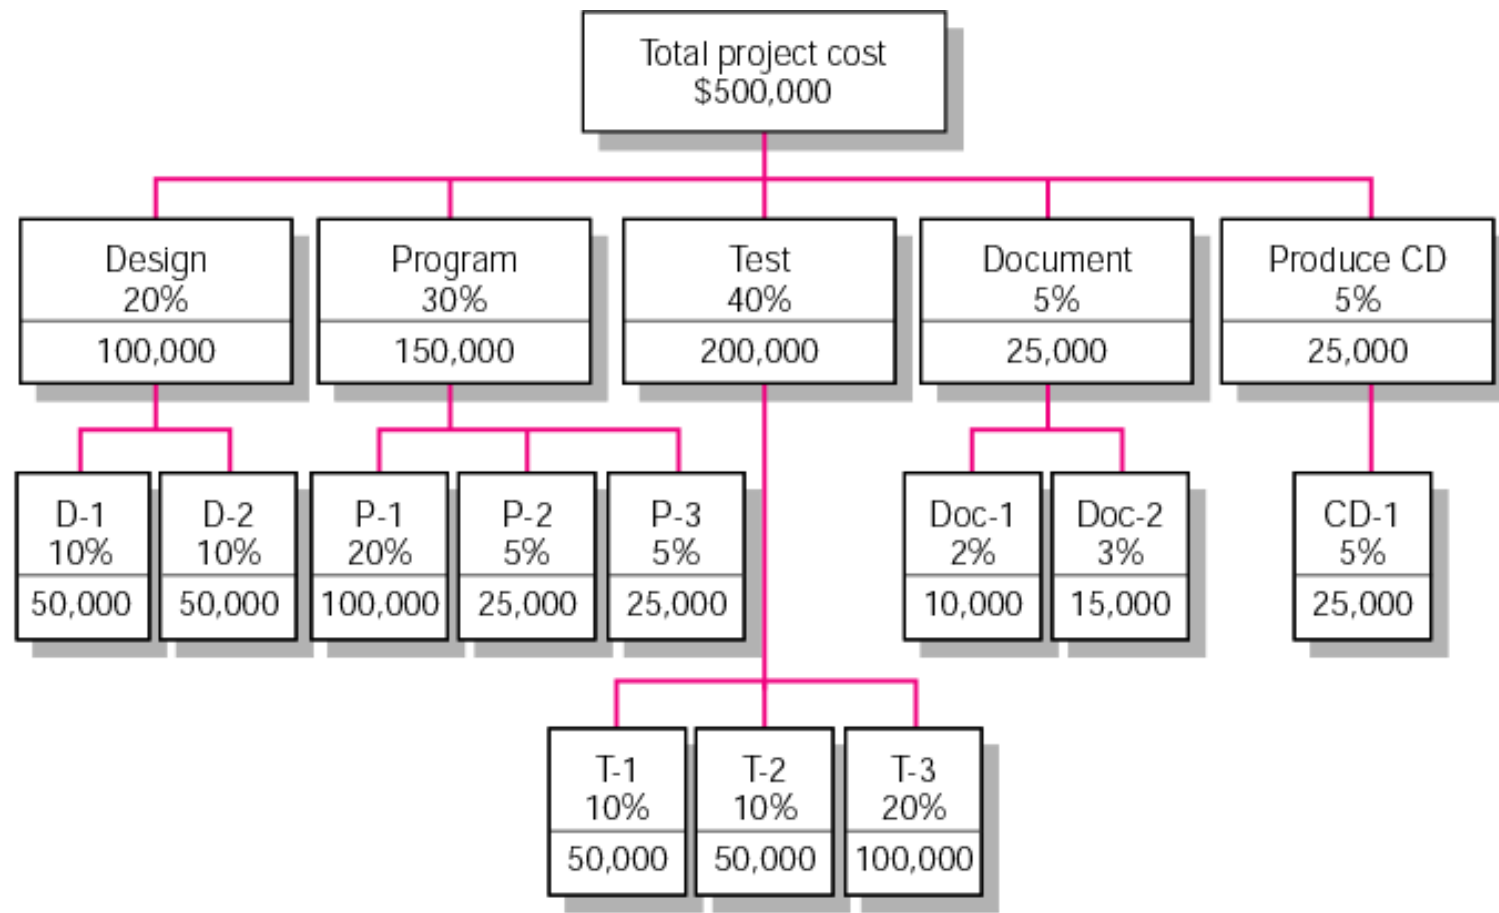 Total project cost
$500,000
Design
20%
100,000
Program
30%
150,000
Test
40%
200,000
Document
5%
25,000
Produce CD
5%
25,000
D-1
10%
50,000
D-2
10%
50,000
P-1
20%
100,000
P-2
5%
25,000
P-3
5%
25,000
Doc-1
2%
10,000
Doc-2
3%
15,000
CD-1
5%
25,000
T-1
10%
50,000
T-2
10%
50,000
T-3
20%
100,000